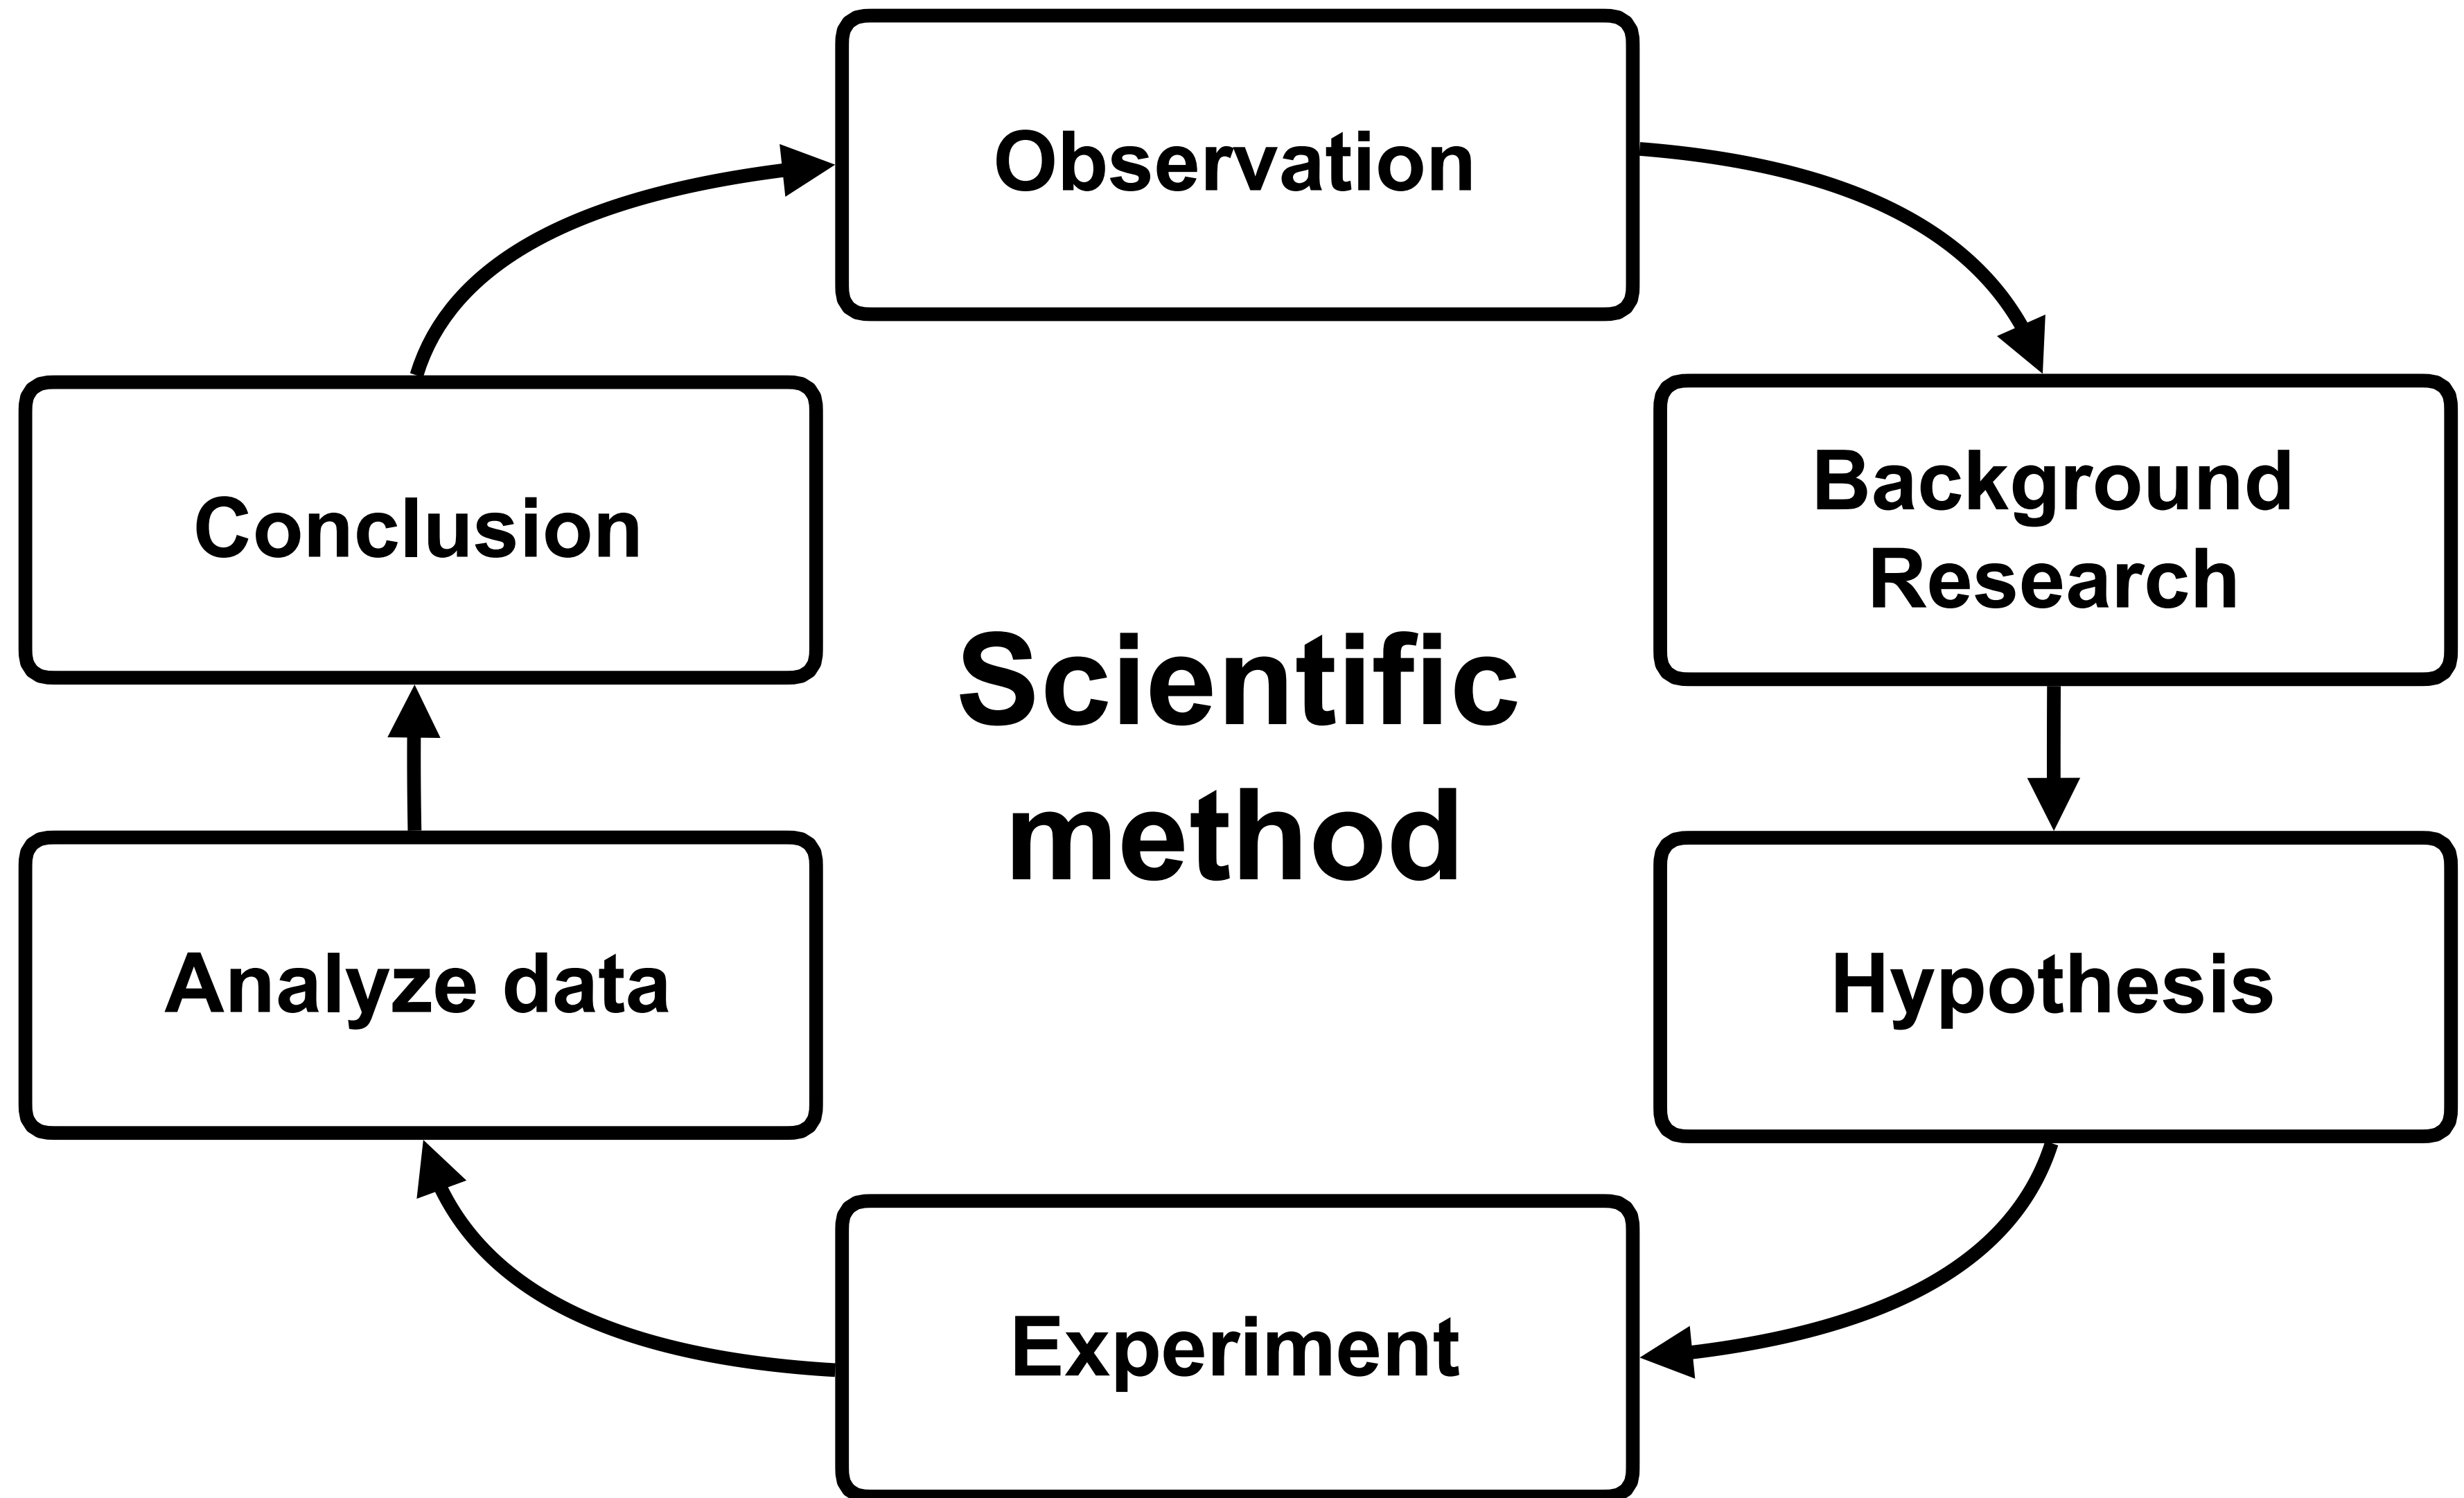 Observation
Background
Research
Hypothesis
Experiment
Analyze data
Conclusion
Scientific
method